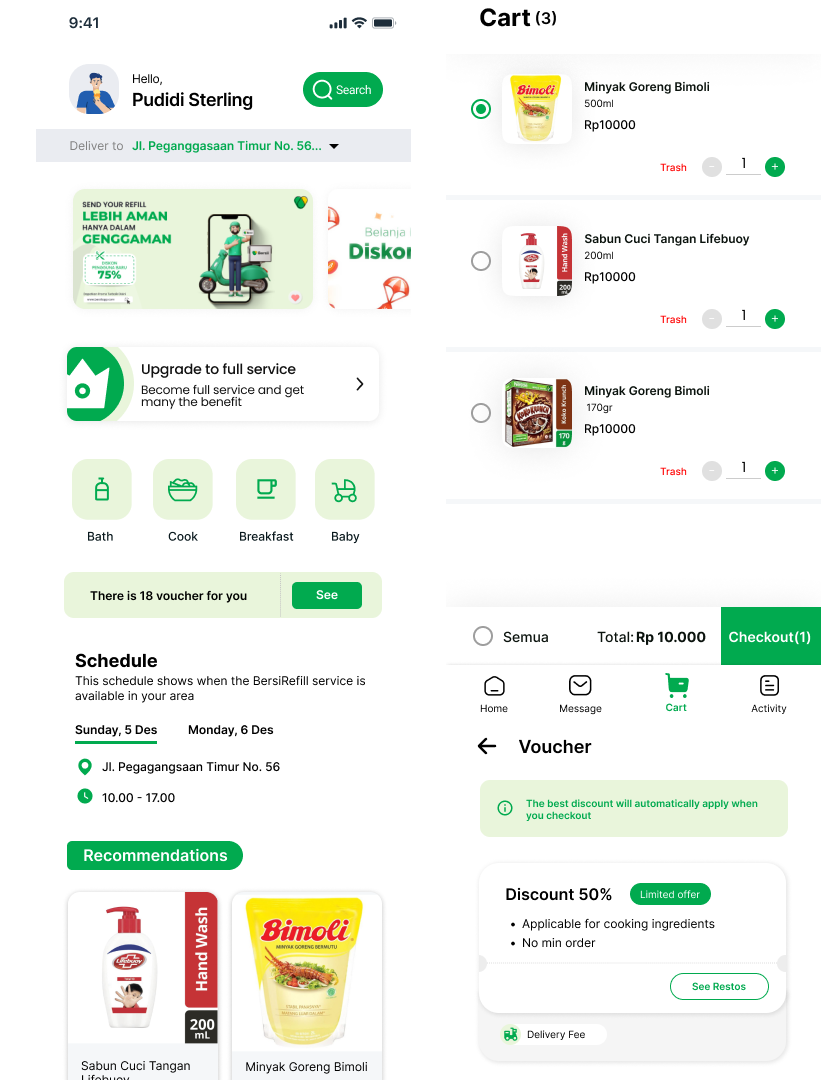 9:41
Hello,
Pudidi Sterling
Search
Deliver to Jl. Peganggasaan Timur No. 56...
SEND YOUR REFILL
LEBIH AMAN
HANYA DALAM
GENGGAMAN
DISKON
75%
Belanja
Diskon
Upgrade to full service
Become full service and get
many the benefit
Bath
Cook
Breakfast
Baby
There is 18 voucher for you
See
Schedule
This schedule shows when the BersiRefill service is
available in your area
Sunday, 5 Des
Monday, 6 Des
Jl. Pegagangsaan Timur No. 56
10.00 - 17.00
Recommendations
Lifebuoy
Hand Wash
200
mL
Sabun Cuci Tangan
Lifebuoy
Bimoli
MINYAK GORENG BERMUTU
Minyak Goreng Bimoli
Cart (3)
Bimoli
Minyak Goreng Bimoli
500ml
Rp10000
Trash
−
1
+
Hand Wash
200
mL
Sabun Cuci Tangan Lifebuoy
200ml
Rp10000
Trash
−
1
+
KOKO KRUNCH
Koko Krunch
170
g
Minyak Goreng Bimoli
170gr
Rp10000
Trash
−
1
+
Semua
Total: Rp 10.000
Checkout(1)
Home
Message
Cart
Activity
Voucher
The best discount will automatically apply when
you checkout
Discount 50%
Limited offer
• Applicable for cooking ingredients
• No min order
See Restos
Delivery Fee